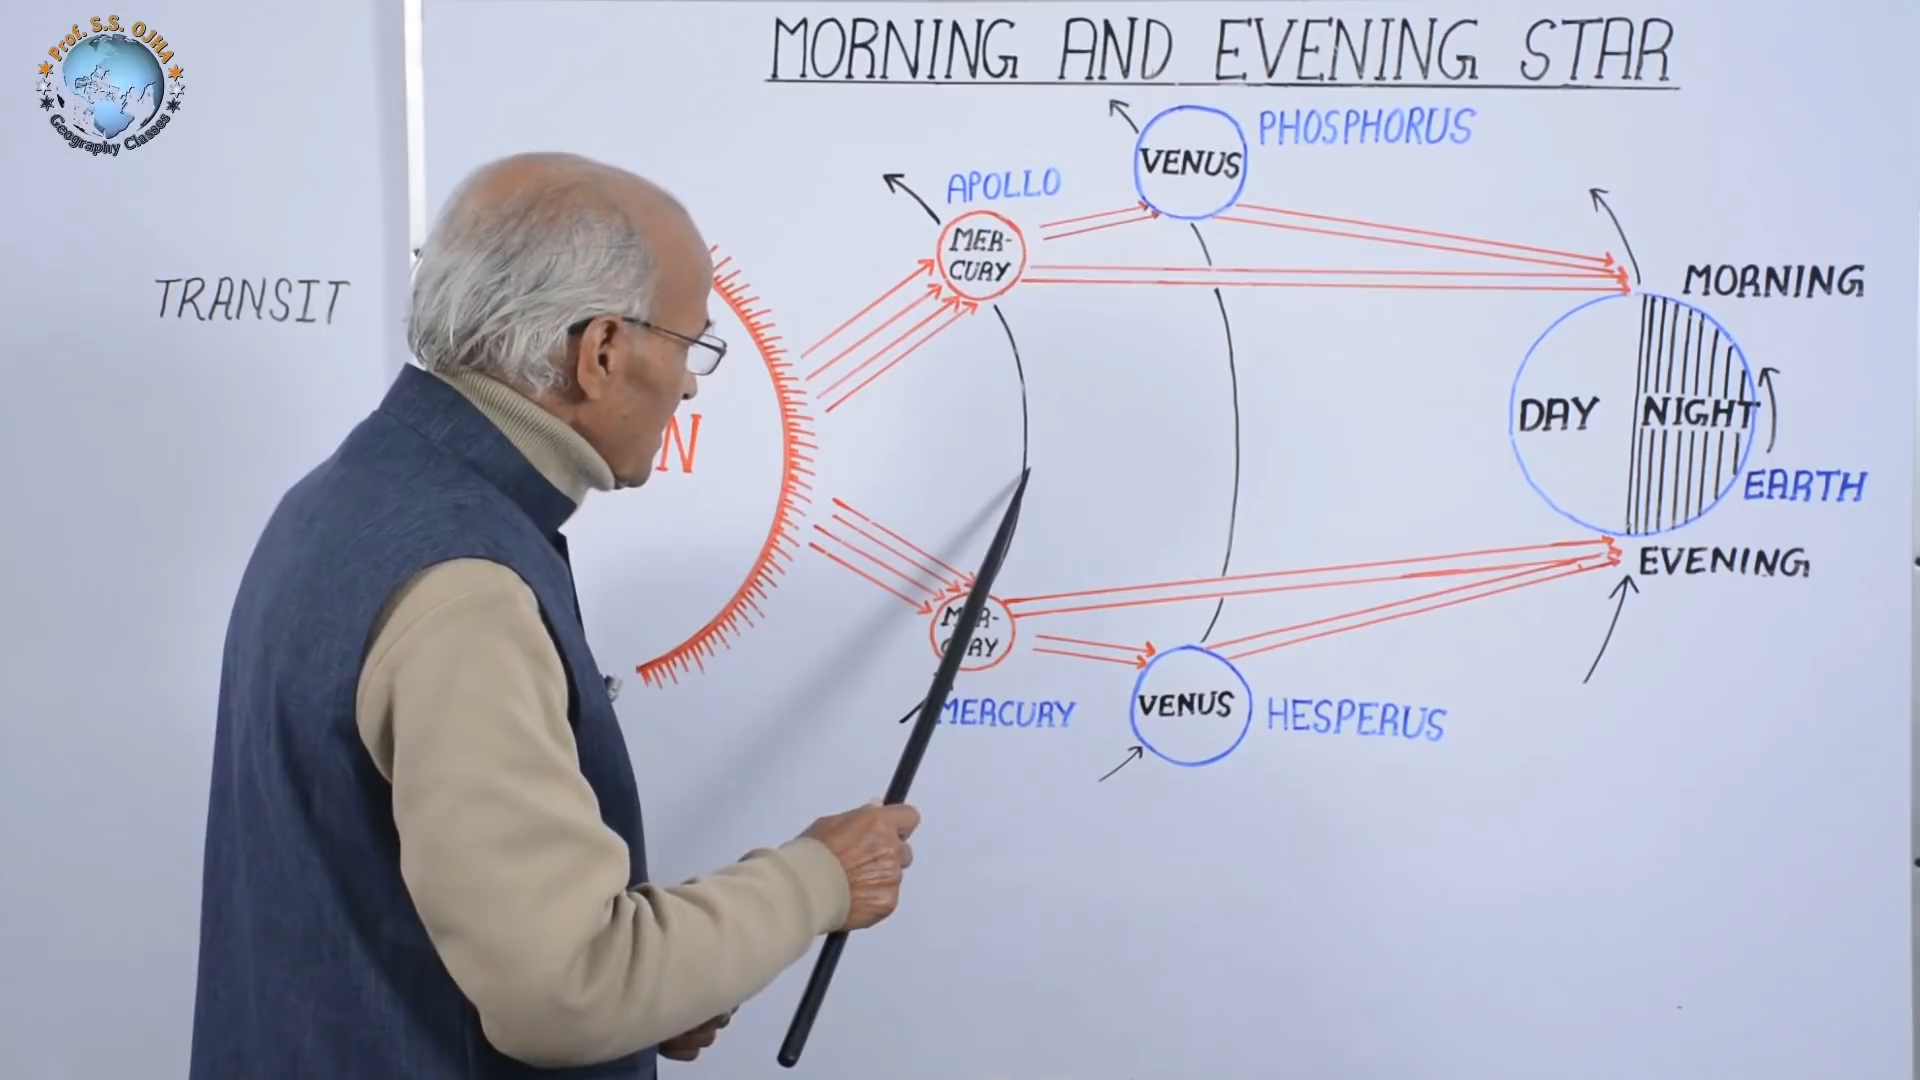 Prof. S.S. OJHA
Geography Classes
MORNING AND EVENING STAR
PHOSPHORUS
VENUS
APOLLO
MER-
CURY
TRANSIT
MORNING
N
DAY
NIGHT
EARTH
EVENING
MERCURY
VENUS
HESPERUS